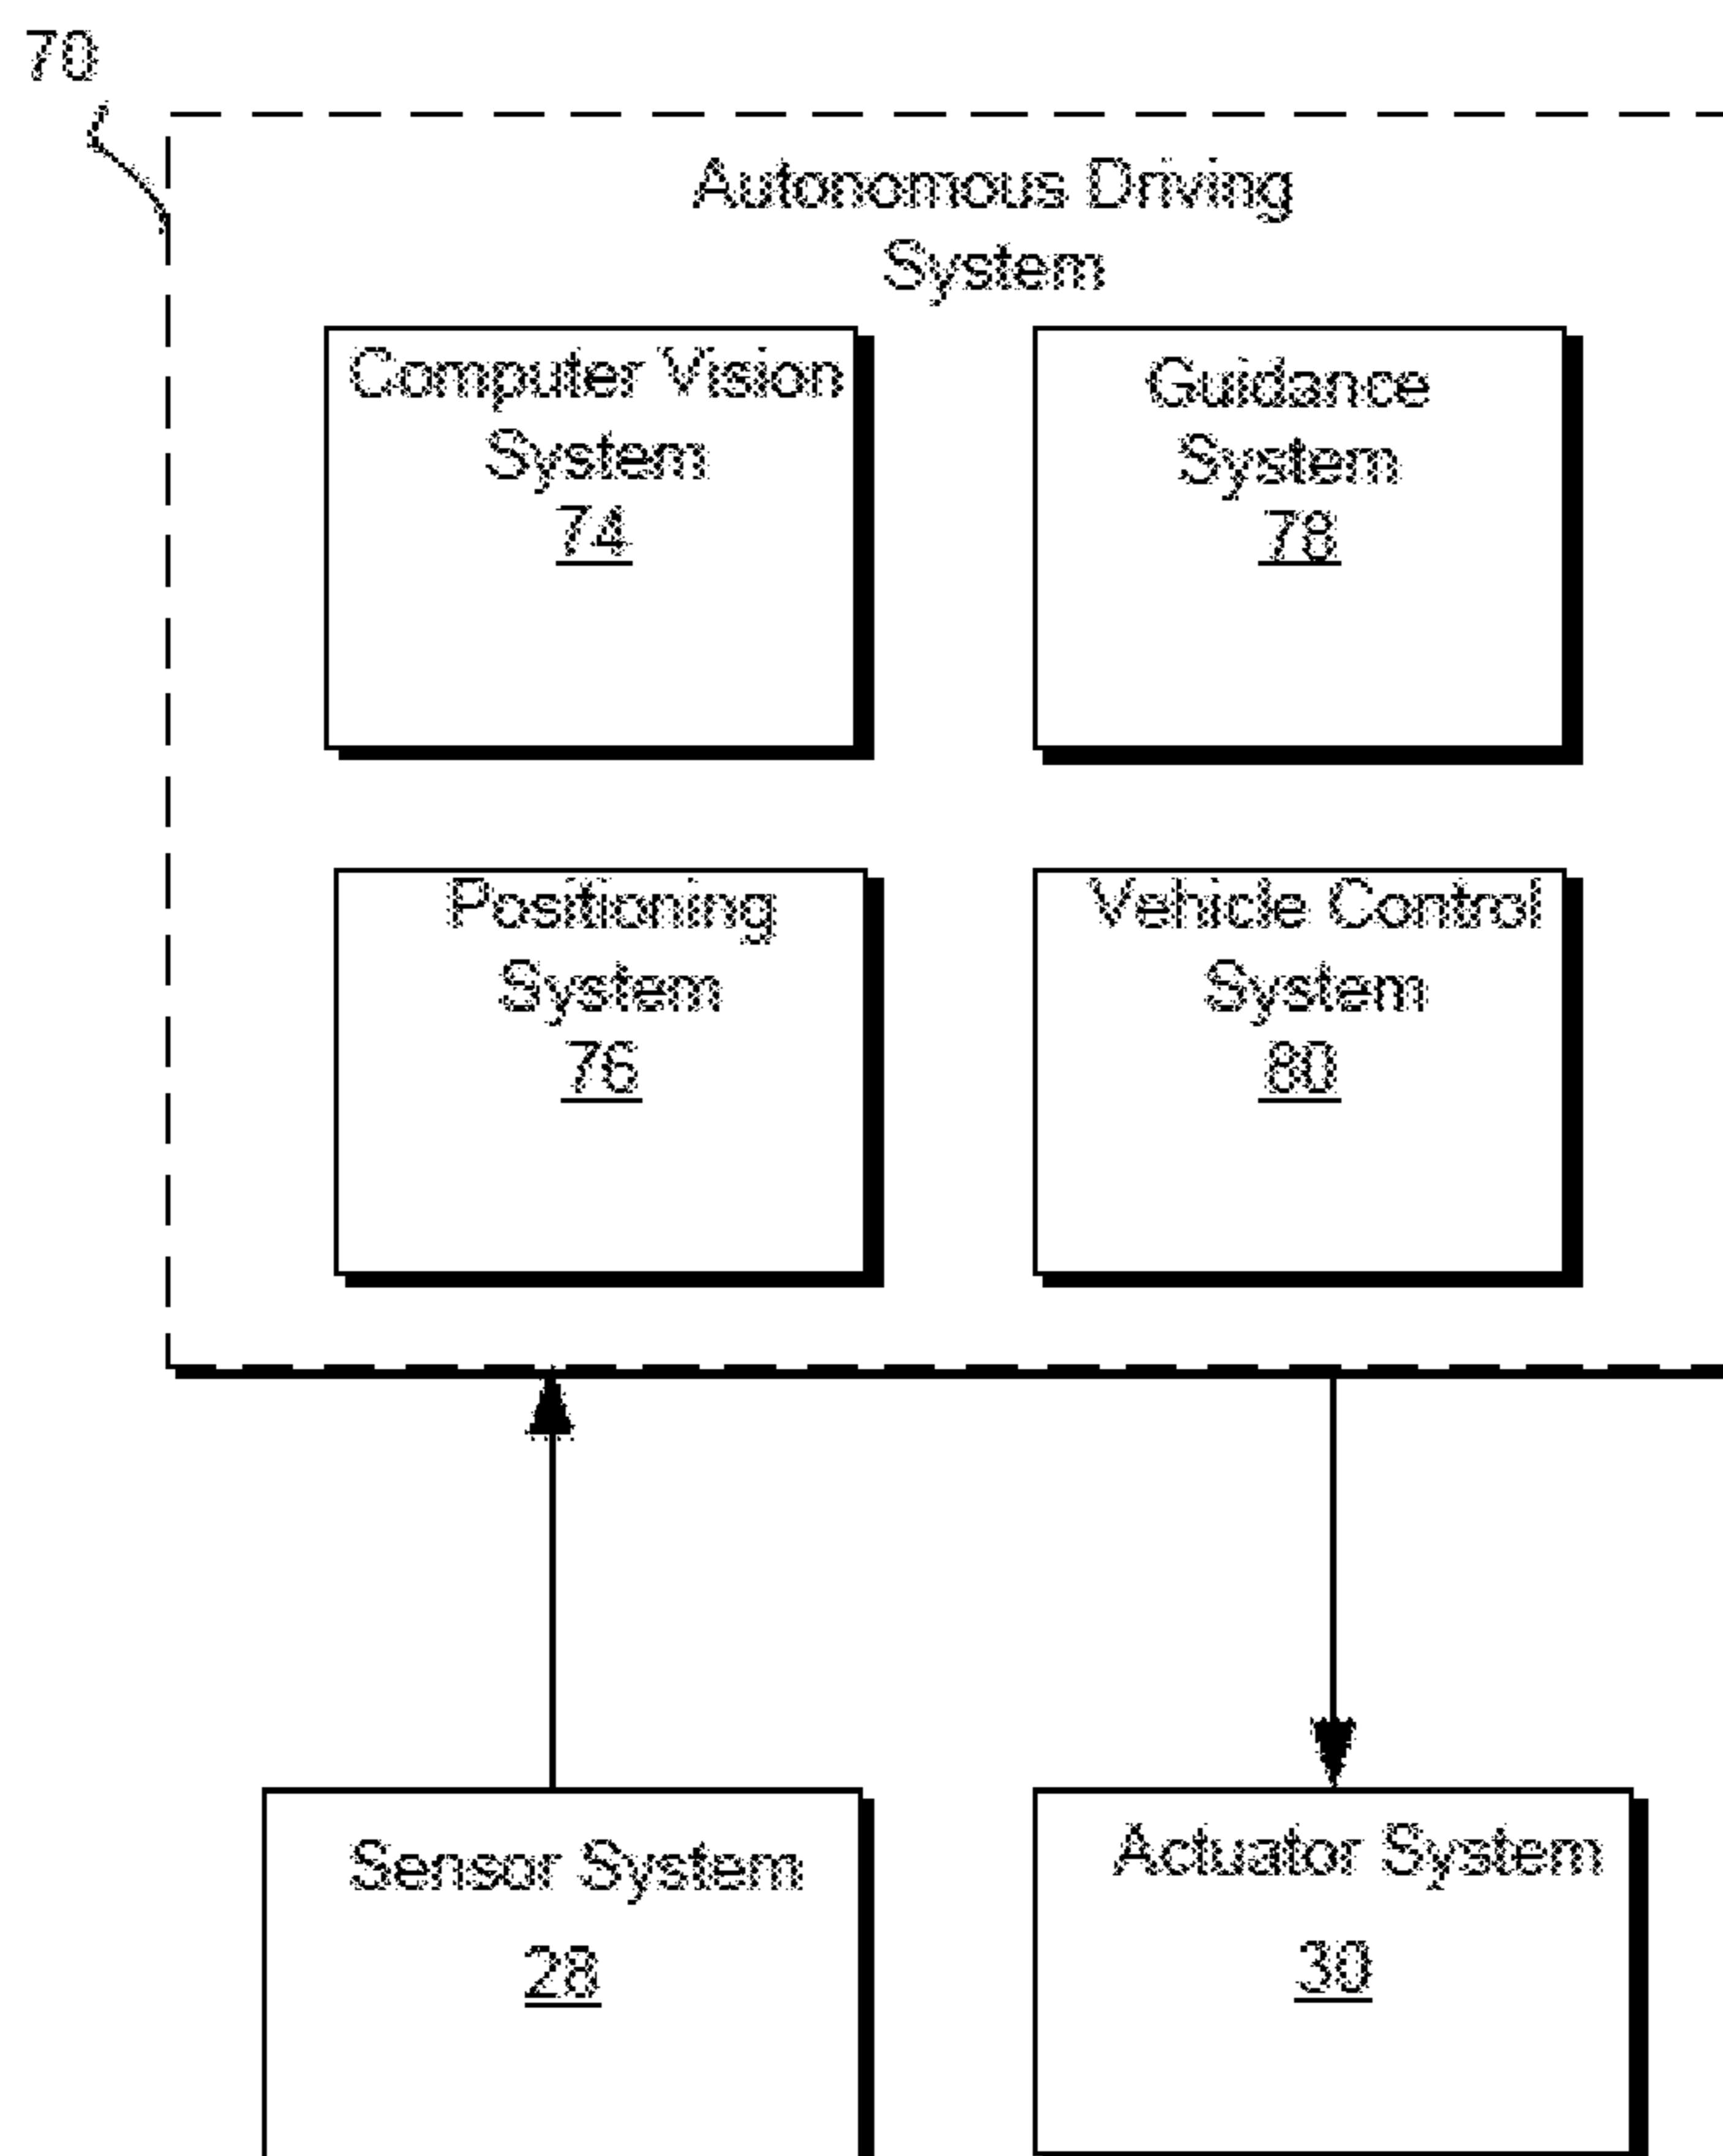 70
Autonomous Driving
System
Computer Vision
System
74
Guidance
System
78
Positioning
System
76
Vehicle Control
System
80
Sensor System
28
Actuator System
30